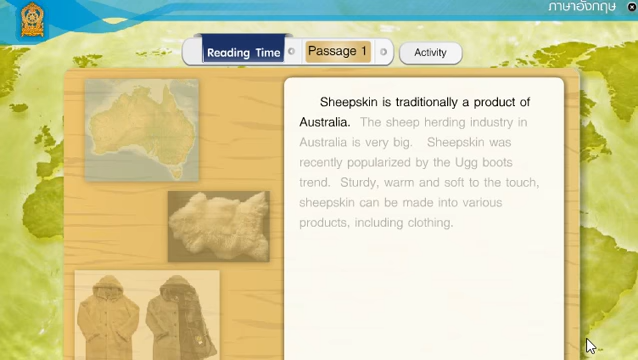 ภาษาอังกฤษ
Reading Time
Passage 1
Activity
Sheepskin is traditionally a product of
Australia. The sheep herding industry in
Australia is very big. Sheepskin was
recently popularized by the Ugg boots
trend. Sturdy, warm and soft to the touch,
sheepskin can be made into various
products, including clothing.